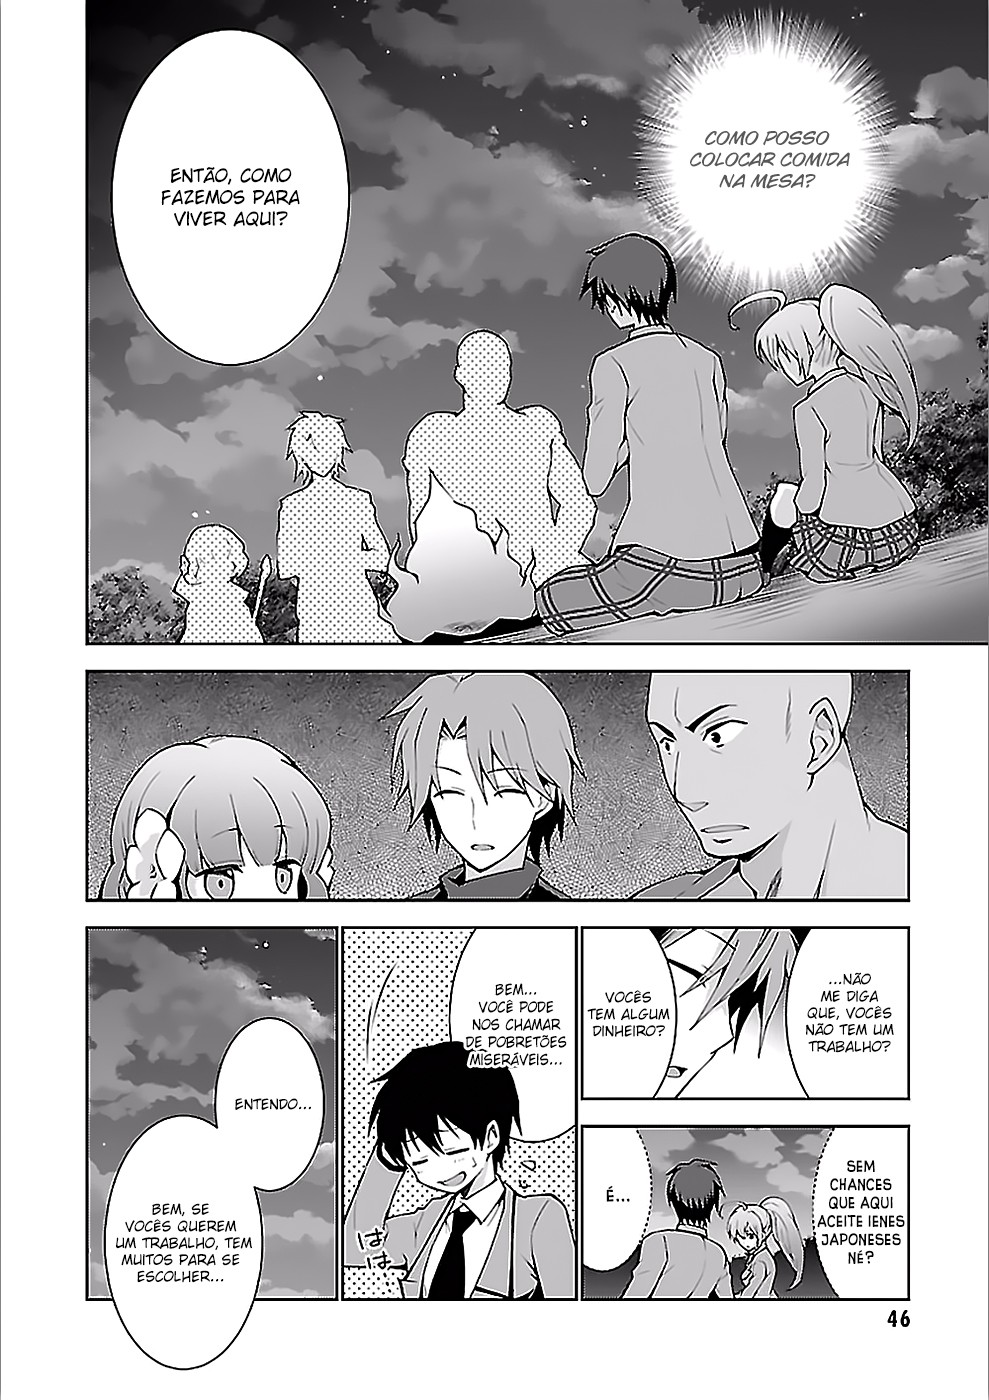 COMO POSSO
COLOCAR COMIDA
NA MESA?
ENTÃO, COMO
FAZEMOS PARA
VIVER AQUI?
...NÃO
ME DIGA
QUE, VOCÊS
NÃO TEM UM
TRABALHO?
VOCÊS
TEM ALGUM
DINHEIRO?
SEM
CHANCES
QUE AQUI
ACEITE IENES
JAPONESES
NÉ?
É...
BEM...
VOCÊ PODE
NOS CHAMAR
DE POBRETÕES
MISERÁVEIS...
はは
ENTENDO...
BEM, SE
VOCÊS QUEREM
UM TRABALHO, TEM
MUITOS PARA SE
ESCOLHER...
46